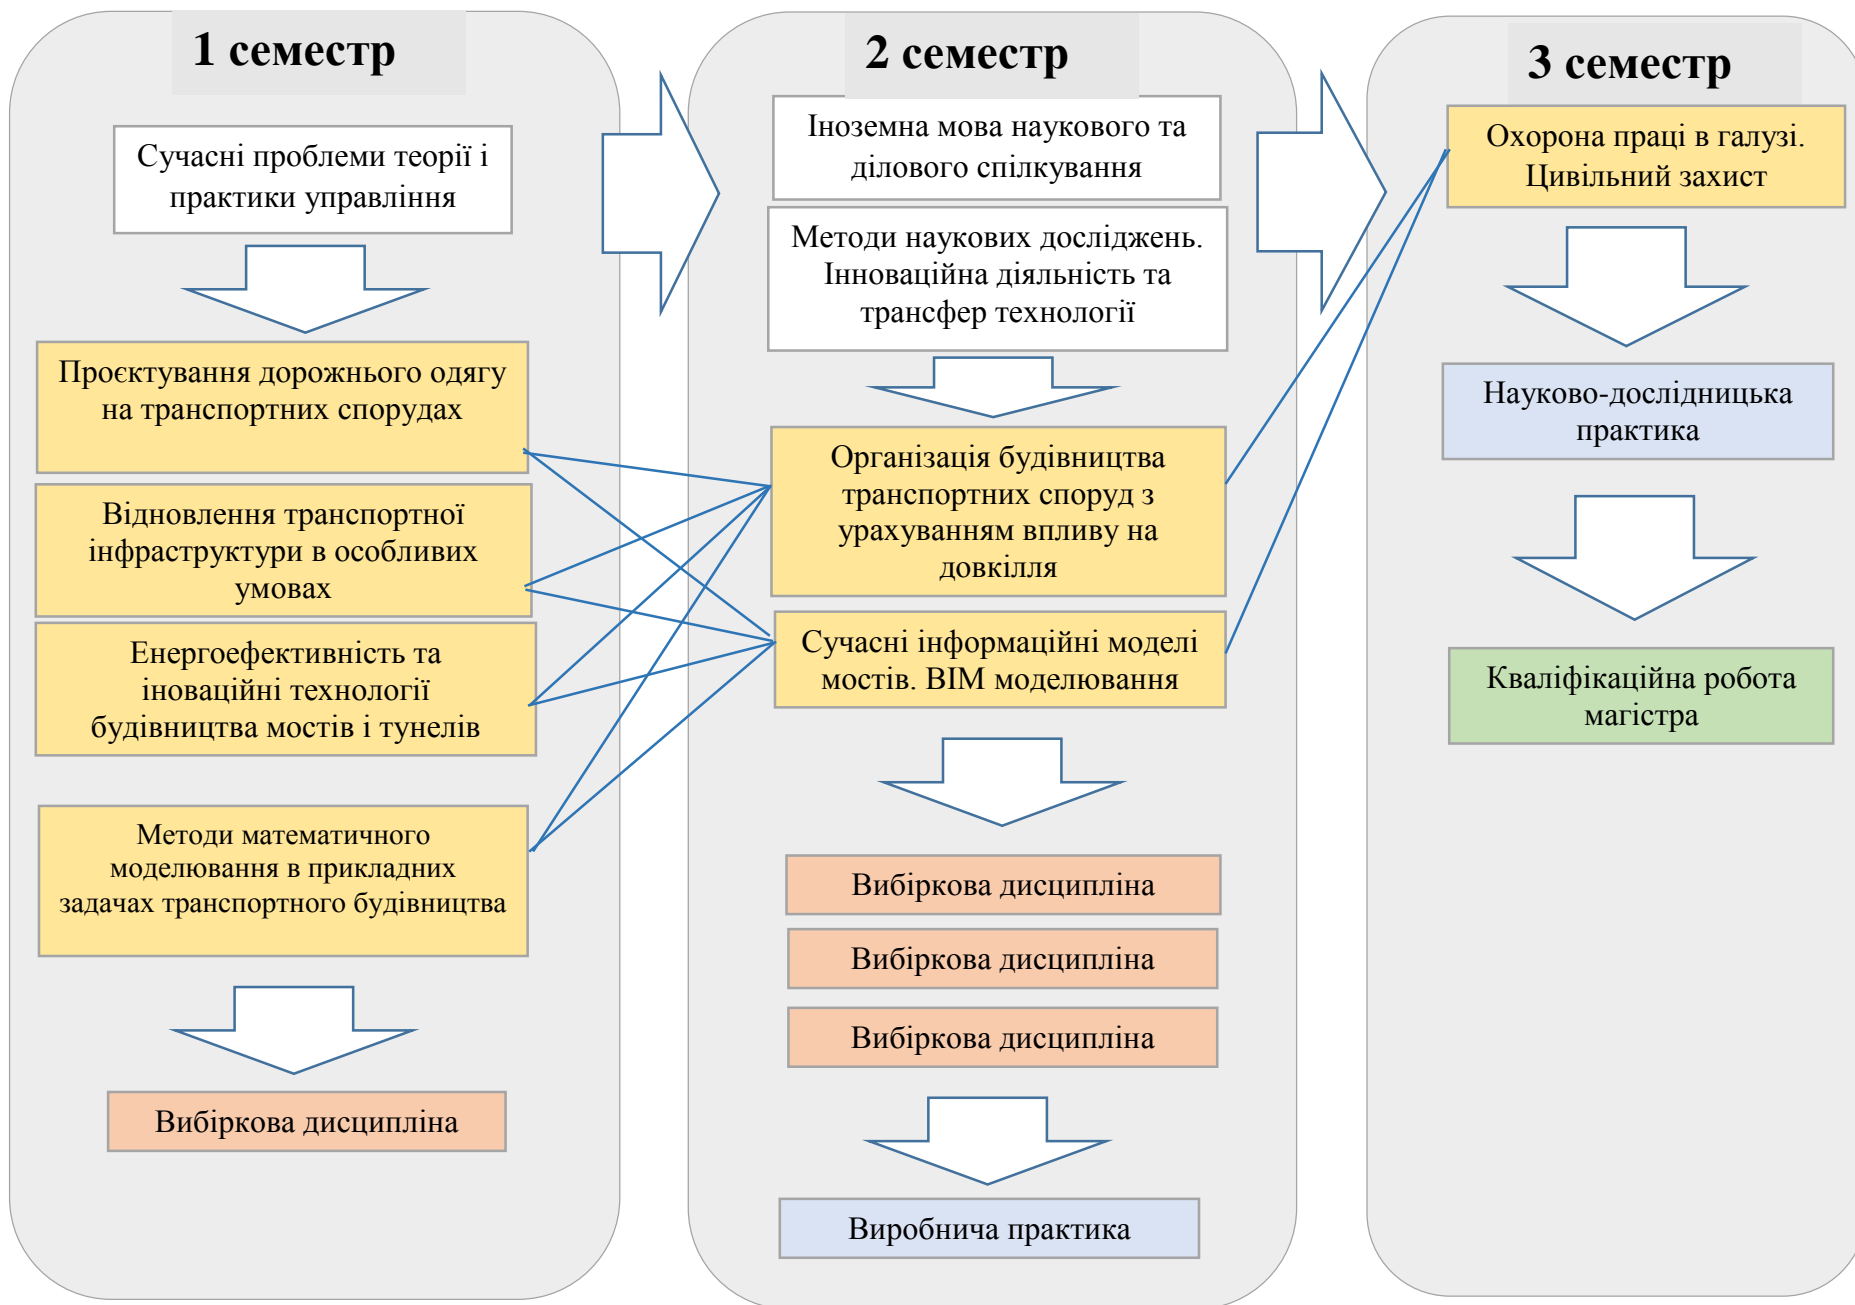 1 семестр
Сучасні проблеми теорії і
практики управління
Проєктування дорожнього одягу
на транспортних спорудах
Відновлення транспортної
інфраструктури в особливих
умовах
Енергоефективність та
іноваційні технології
будівництва мостів і тунелів
Методи математичного
моделювання в прикладних
задачах транспортного будівництва
Вибіркова дисципліна
2 семестр
Іноземна мова наукового та
ділового спілкування
Методи наукових досліджень.
Інноваційна діяльність та
трансфер технології
Організація будівництва
транспортних споруд з
урахуванням впливу на
довкілля
Сучасні інформаційні моделі
мостів. BIM моделювання
Вибіркова дисципліна
Вибіркова дисципліна
Вибіркова дисципліна
Виробнича практика
3 семестр
Охорона праці в галузі.
Цивільний захист
Науково-дослідницька
практика
Кваліфікаційна робота
магістра